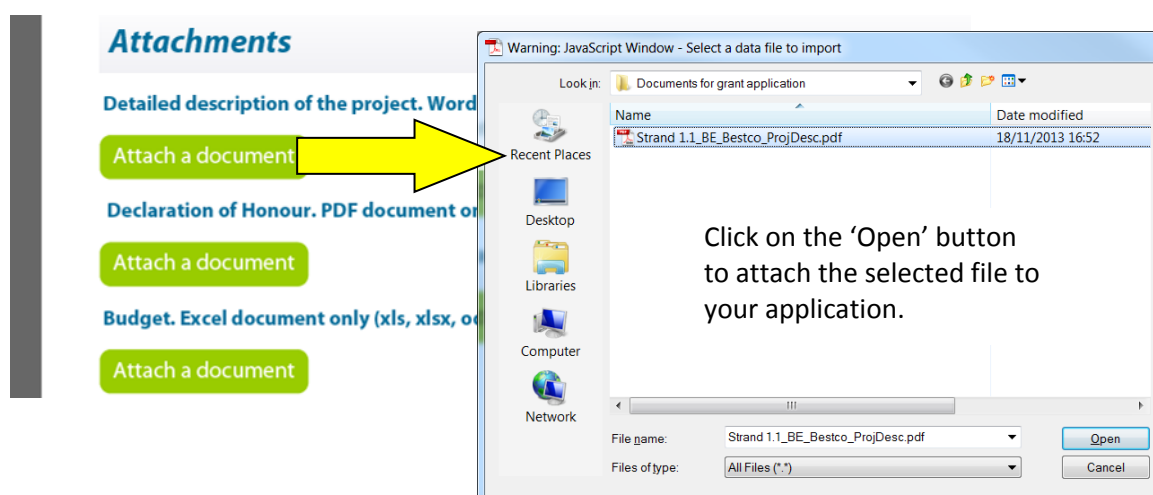 Attachments
Detailed description of the project. Word
Attach a document
Declaration of Honour. PDF document or
Attach a document
Budget. Excel document only (xls, xlsx, o
Attach a document
Warning: JavaScript Window - Select a data file to import
Look in:
Documents for grant application
Name
Date modified
Strand 1.1_BE_Bestco_ProjDesc.pdf
18/11/2013 16:52
Recent Places
Desktop
Libraries
Computer
Network
Click on the ‘Open’ button
to attach the selected file to
your application.
File name:
Strand 1.1_BE_Bestco_ProjDesc.pdf
Open
Files of type:
All Files (*.*)
Cancel